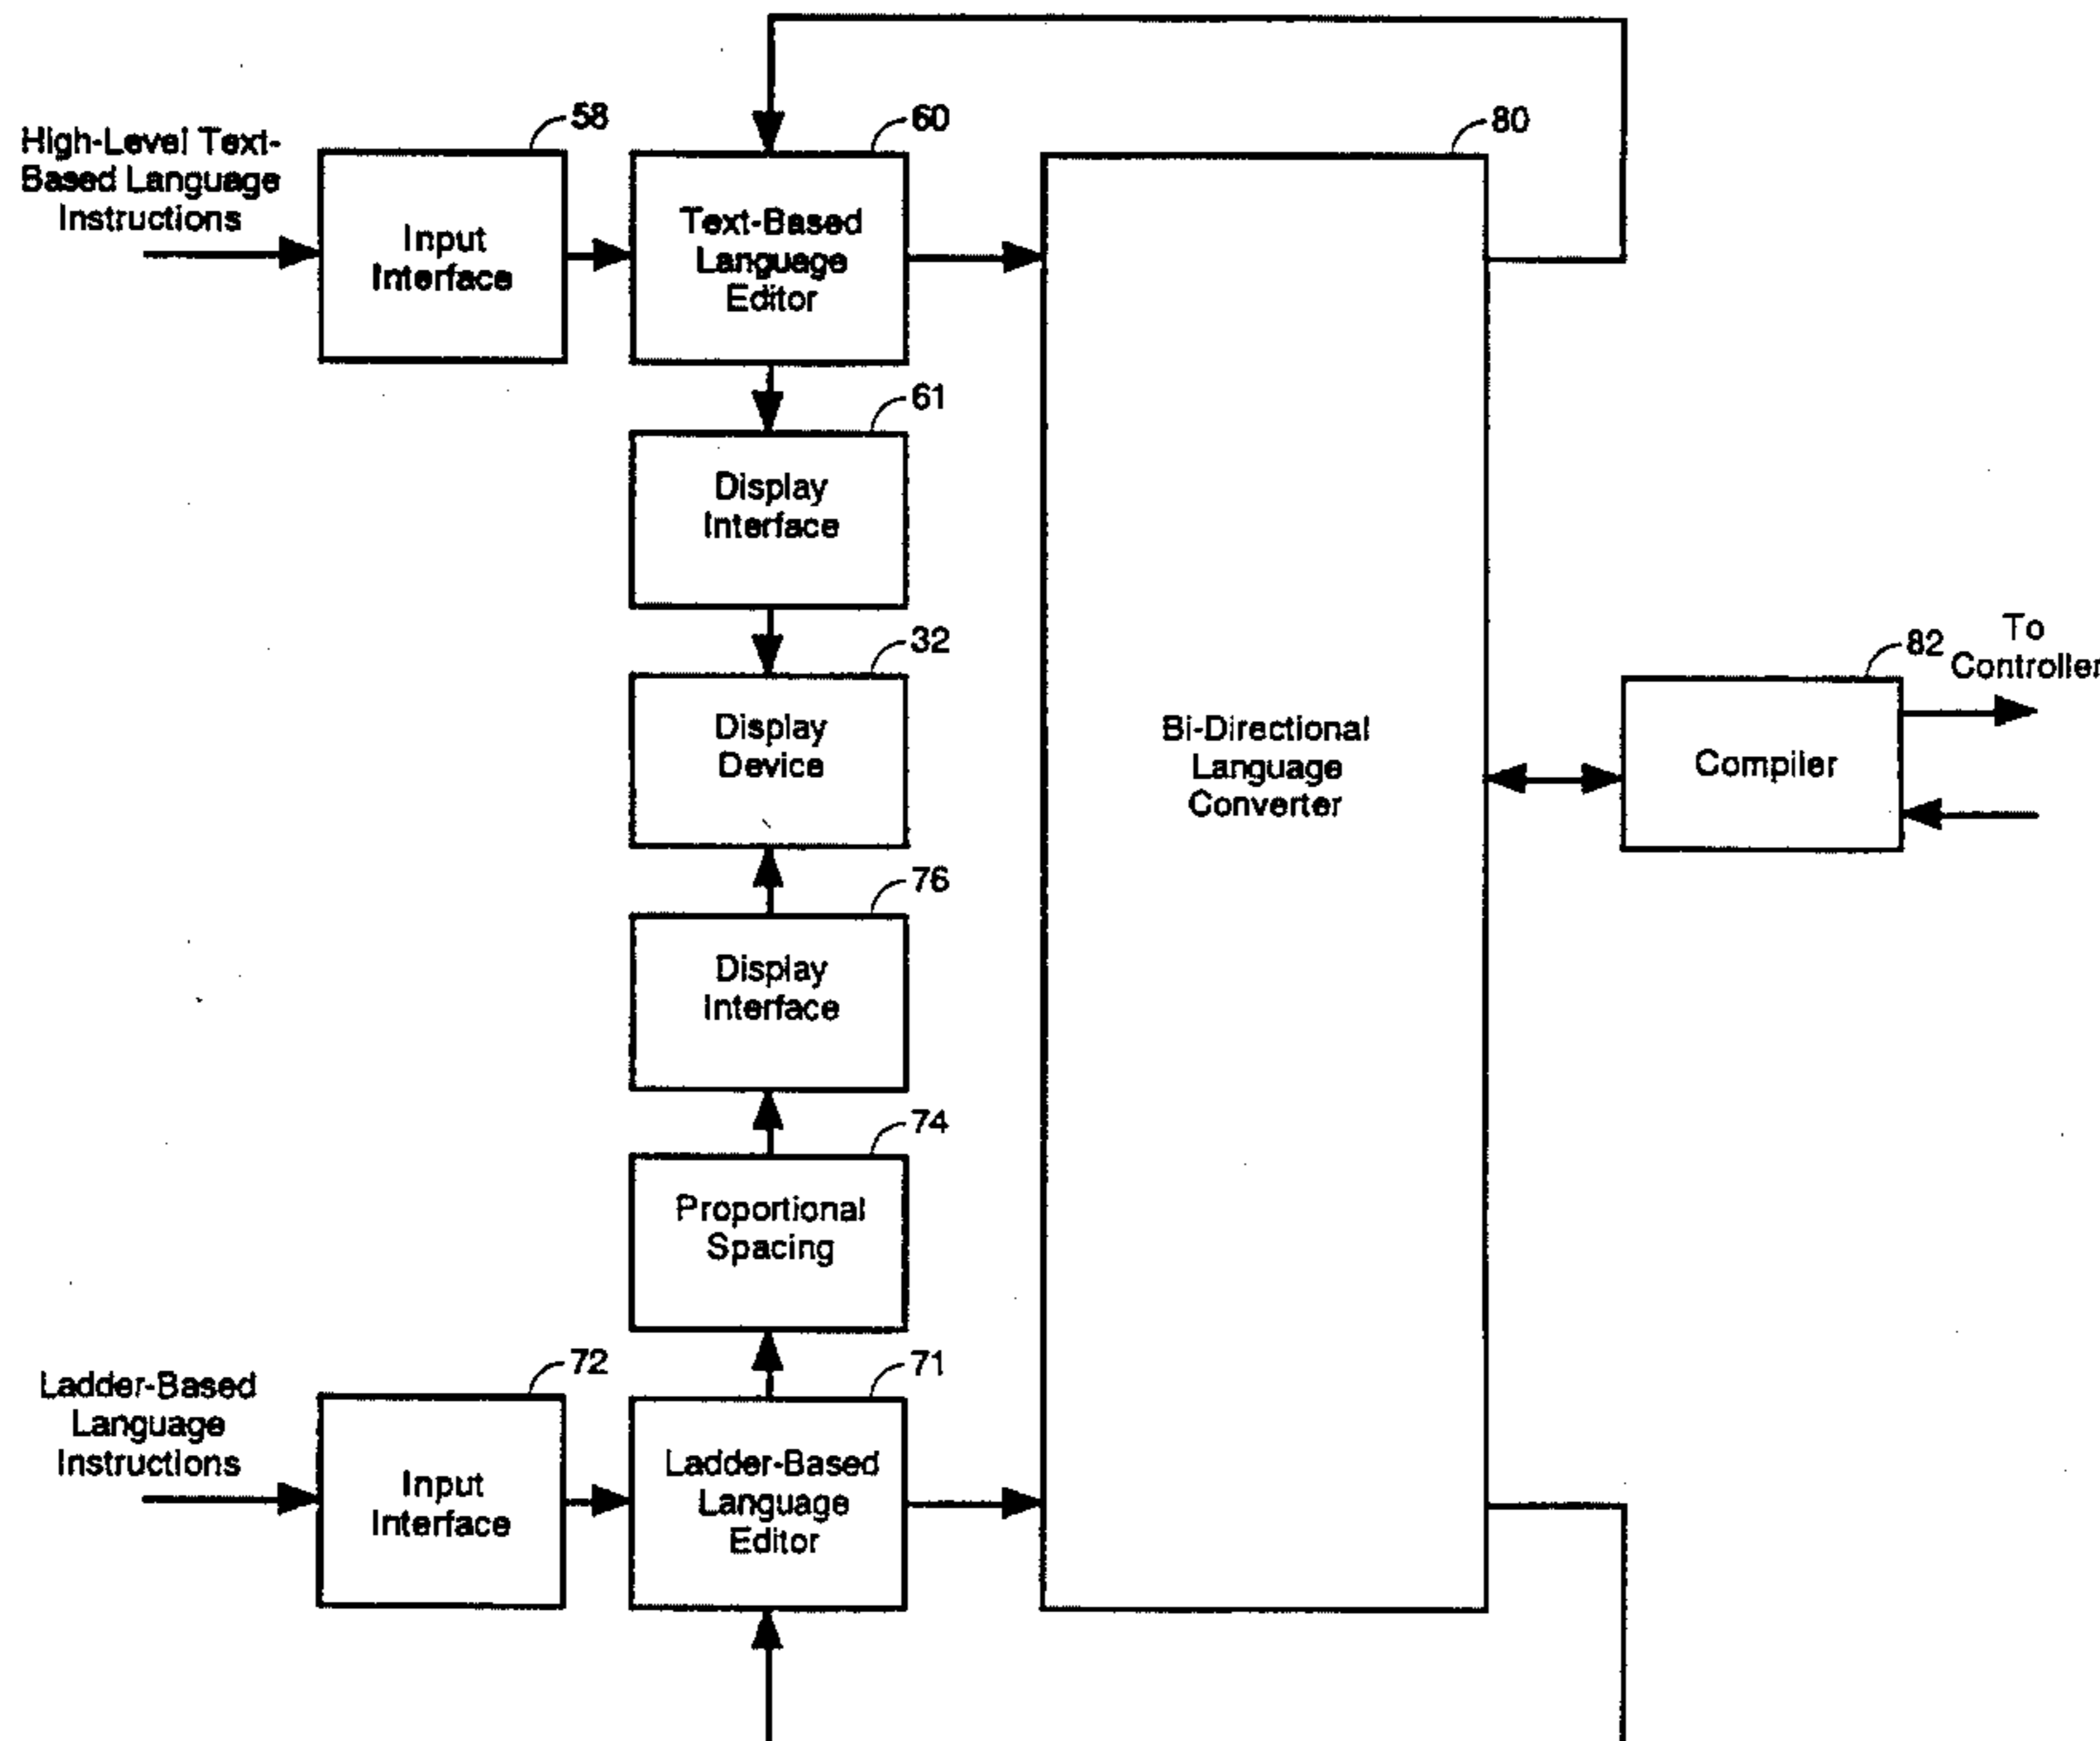 58
60
80
High-Level Text-
Based Language
Instructions
Input
Interface
Text-Based
Language
Editor
61
Display
Interface
32
Display
Device
Bi-Directional
Language
Converter
82
To
Controller
Compiler
76
Display
Interface
74
Proportional
Spacing
72
71
Ladder-Based
Language
Instructions
Input
Interface
Ladder-Based
Language
Editor